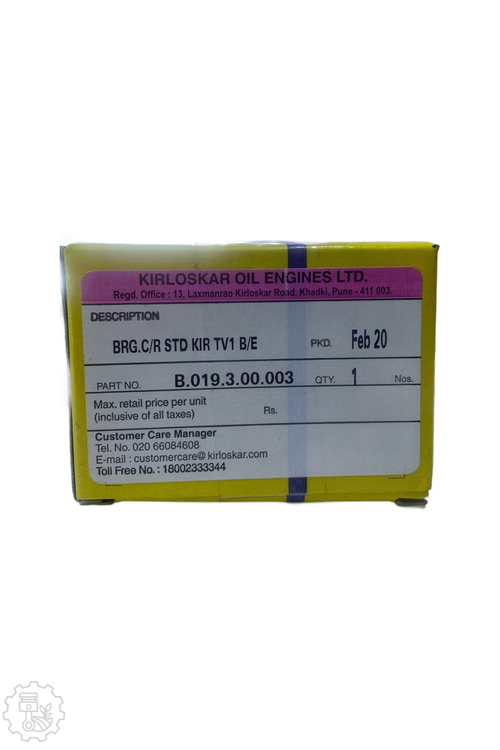 KIRLOSKAR OIL ENGINES LTD.
Regd. Office : 13, Laxmanrao Kirloskar Road, Khadki, Pune - 411 003.
DESCRIPTION
BRG.C/R STD KIR TV1 B/E PKD. Feb 20
PART NO. B.019.3.00.003 QTY. 1 Nos.
Max. retail price per unit
(inclusive of all taxes) Rs.
Customer Care Manager
Tel. No. 020 66084608
E-mail : customercare@ kirloskar.com
Toll Free No. : 18002333344